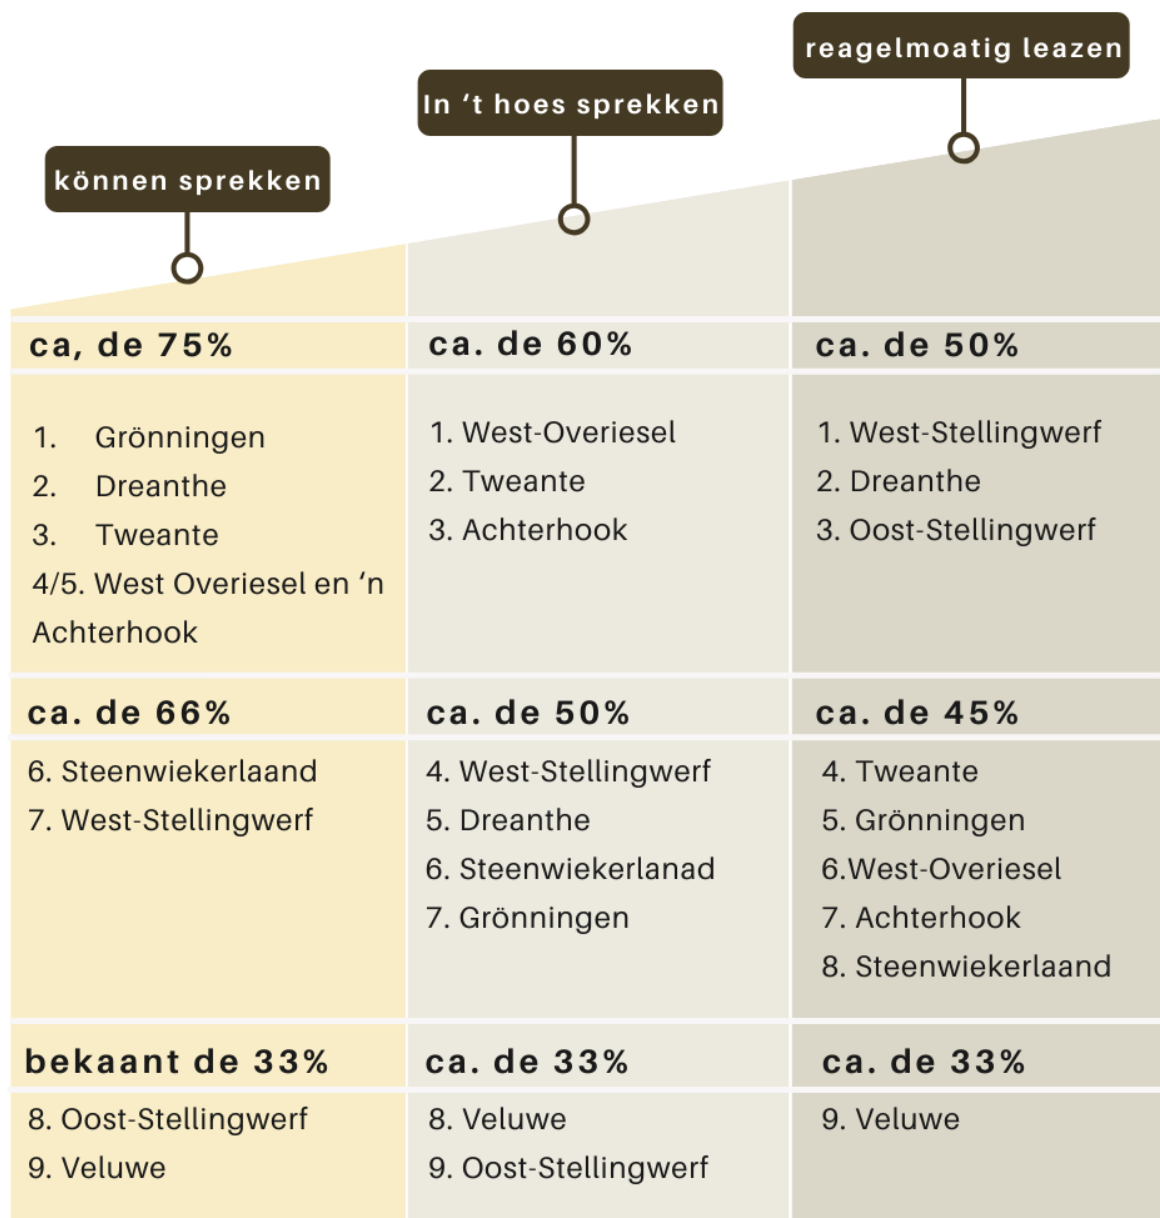 können sprekken
ca, de 75%
1. Grönningen
2. Dreanthe
3. Tweante
4/5. West Overiesel en ‘n
Achterhook
ca. de 66%
6. Steenwiekerlaand
7. West-Stellingwerf
bekaant de 33%
8. Oost-Stellingwerf
9. Veluwe
In ‘t hoes sprekken
ca. de 60%
1. West-Overiesel
2. Tweante
3. Achterhook
ca. de 50%
4. West-Stellingwerf
5. Dreanthe
6. Steenwiekerlanad
7. Grönningen
ca. de 33%
8. Veluwe
9. Oost-Stellingwerf
reagelmoatig leazen
ca. de 50%
1. West-Stellingwerf
2. Dreanthe
3. Oost-Stellingwerf
ca. de 45%
4. Tweante
5. Grönningen
6.West-Overiesel
7. Achterhook
8. Steenwiekerlaand
ca. de 33%
9. Veluwe